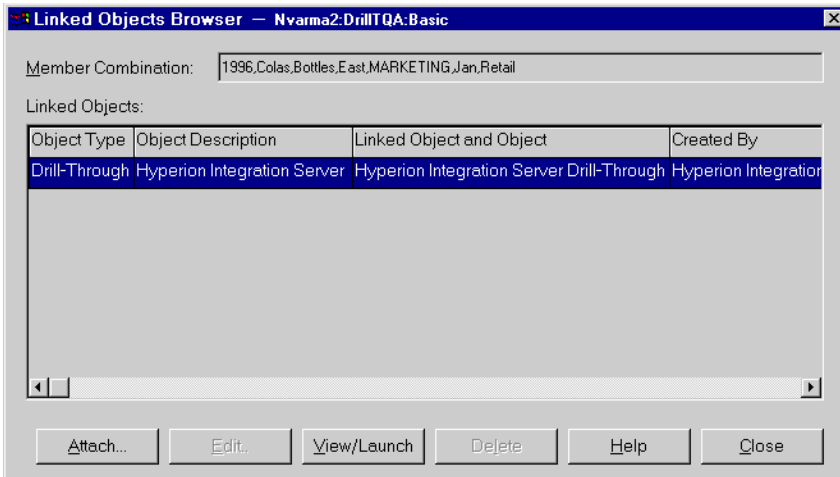 Linked Objects Browser — Nvarma2:DrillTQA:Basic
Member Combination: 1996,Colas,Bottles,East,MARKETING,Jan,Retail
Linked Objects:
Object Type Object Description Linked Object and Object Created By
Drill-Through Hyperion Integration Server Hyperion Integration Server Drill-Through Hyperion Integration
Attach... Edit.. View/Launch Delete Help Close